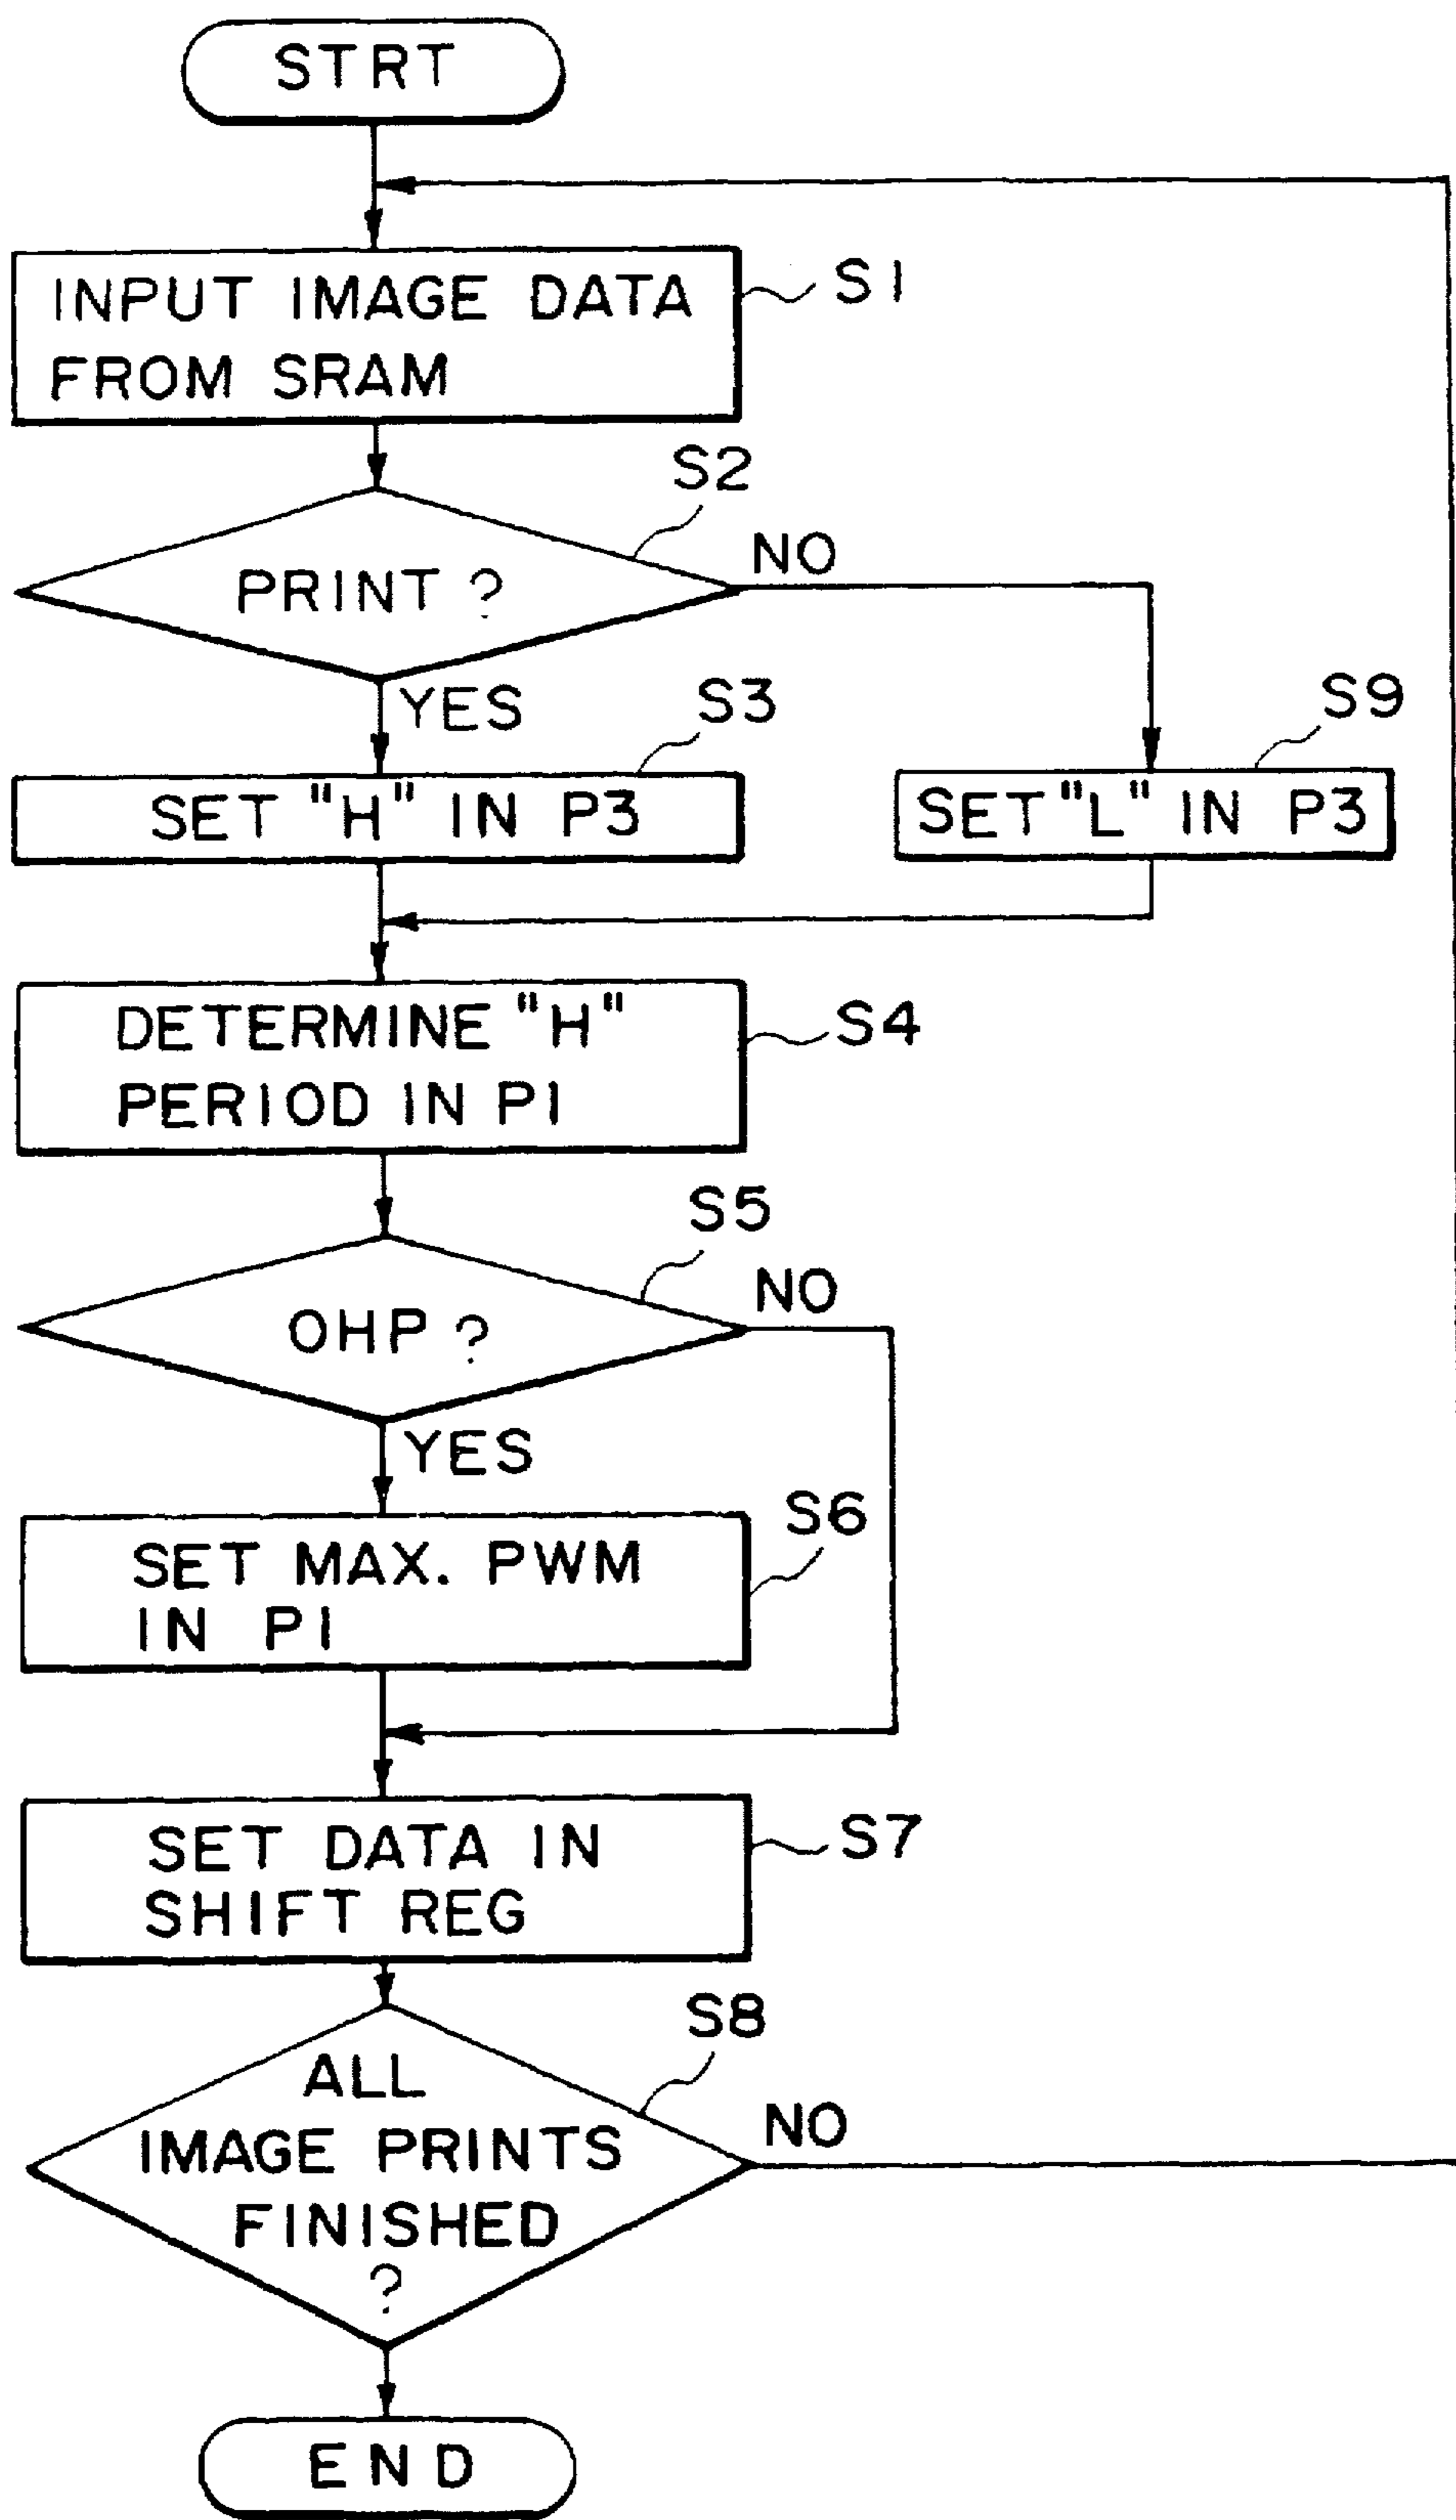 STRT
INPUT IMAGE DATA
FROM SRAM
S1
S2
PRINT ?
NO
YES
S3
SET "H" IN P3
S9
SET "L" IN P3
DETERMINE "H"
PERIOD IN P1
S4
S5
OHP ?
NO
YES
S6
SET MAX. PWM
IN P1
SET DATA IN
SHIFT REG
S7
S8
ALL
IMAGE PRINTS
FINISHED
?
NO
END